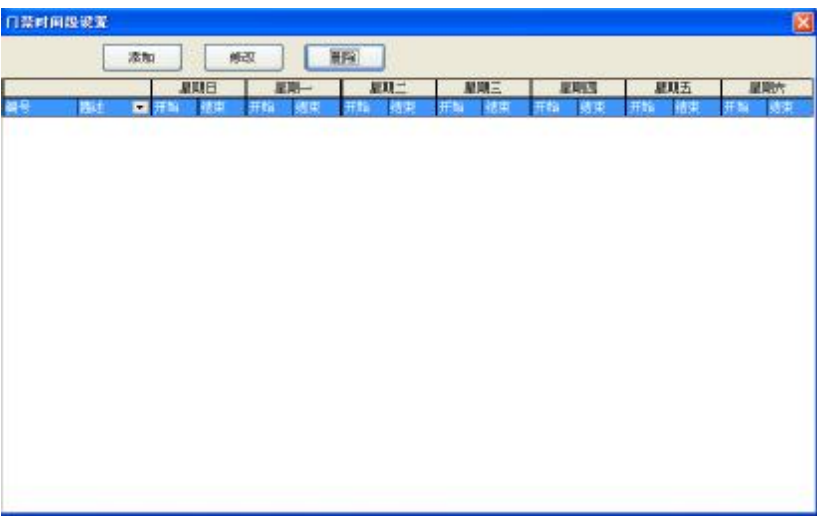 门禁时间段设置
添加 修改 删除
星期日 星期一 星期二 星期三 星期四 星期五 星期六
编号 描述 开始 结束 开始 结束 开始 结束 开始 结束 开始 结束 开始 结束 开始 结束